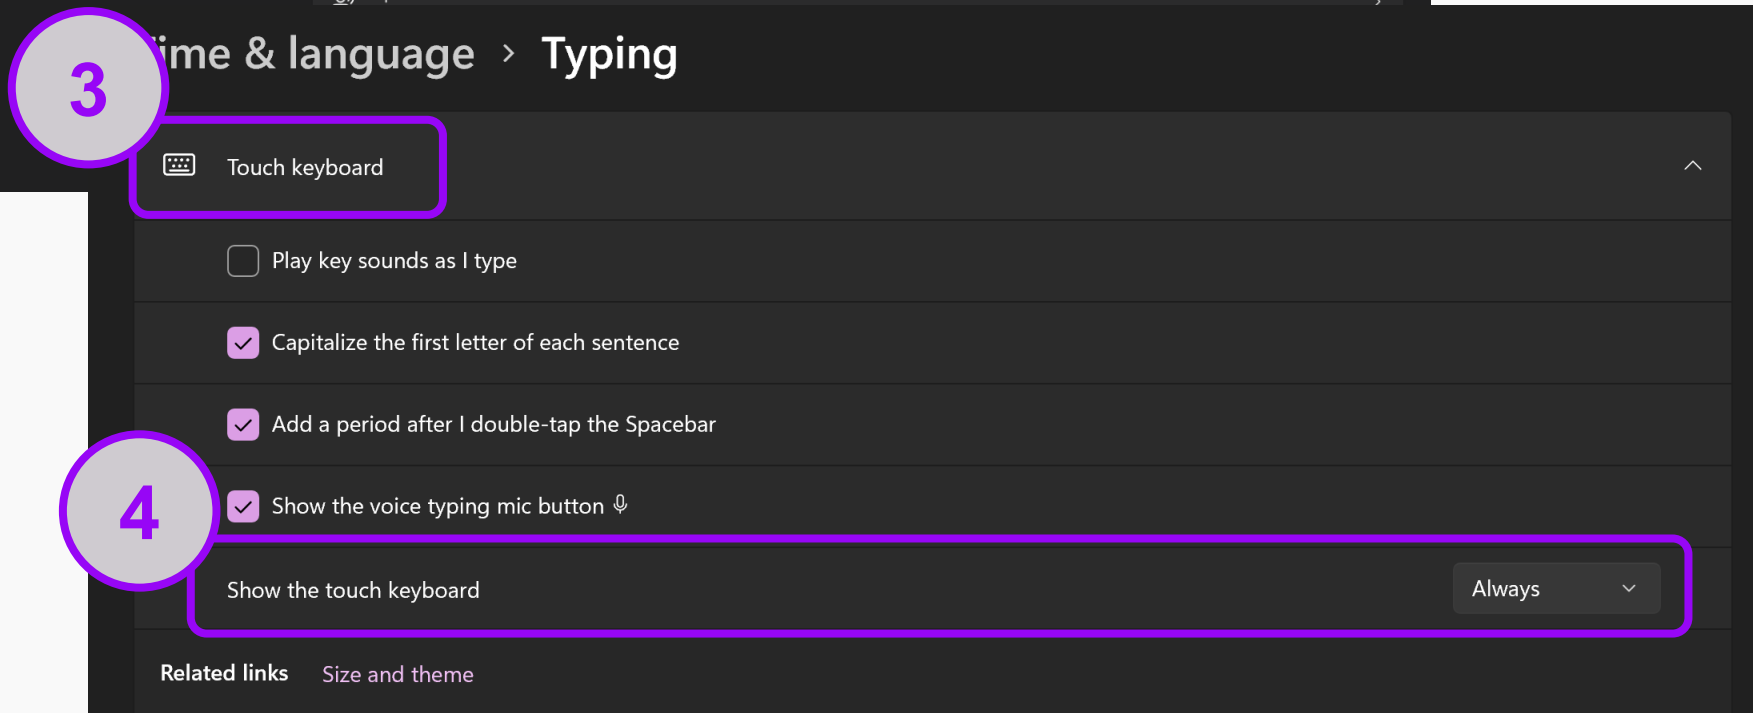 3
ime & language > Typing
Touch keyboard
Play key sounds as I type
Capitalize the first letter of each sentence
Add a period after I double-tap the Spacebar
4
Show the voice typing mic button
Show the touch keyboard
Always
Related links
Size and theme